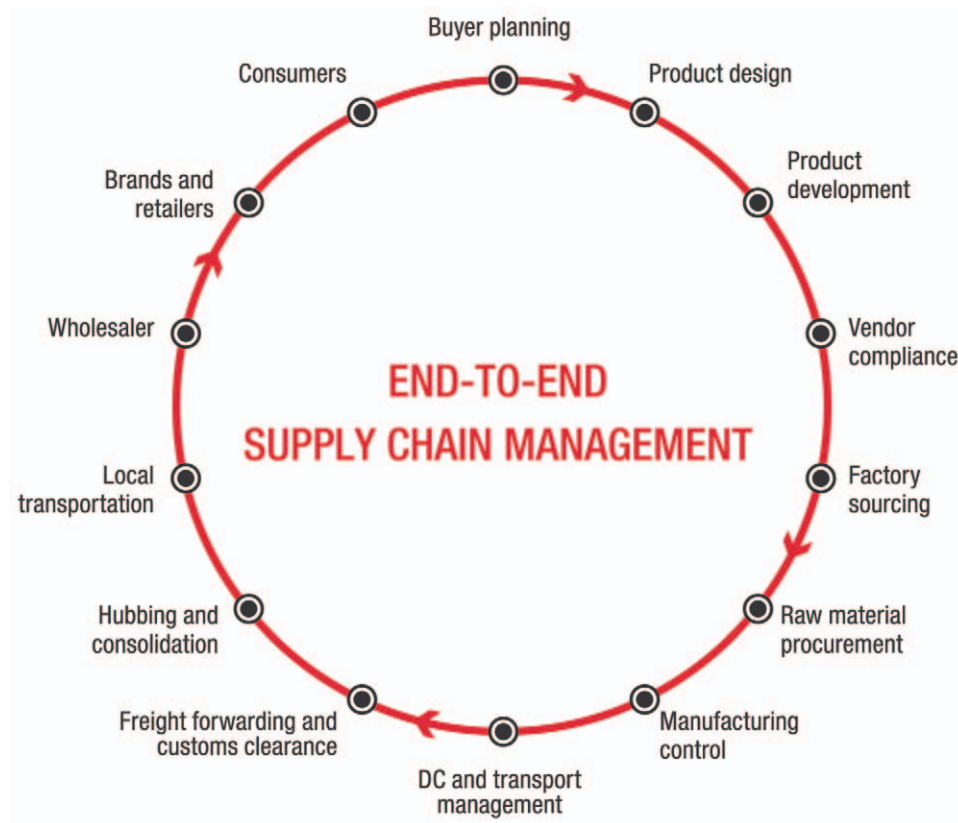 Buyer planning
Product design
Product
development
Vendor
compliance
Factory
sourcing
Raw material
procurement
Manufacturing
control
DC and transport
management
Freight forwarding and
customs clearance
Hubbing and
consolidation
Local
transportation
Wholesaler
Brands and
retailers
Consumers
END-TO-END
SUPPLY CHAIN MANAGEMENT